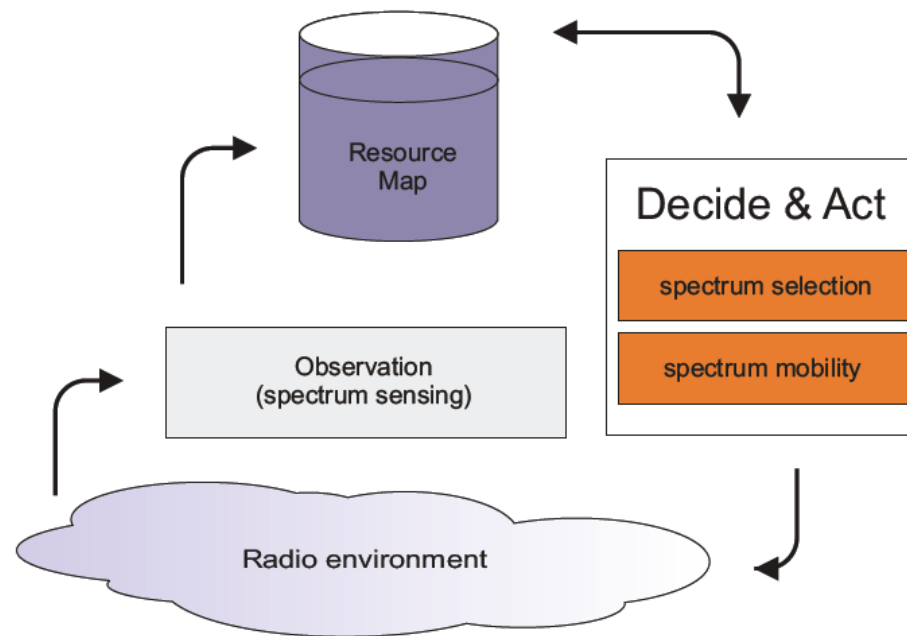 Resource
Map
Decide & Act
spectrum selection
spectrum mobility
Observation
(spectrum sensing)
Radio environment